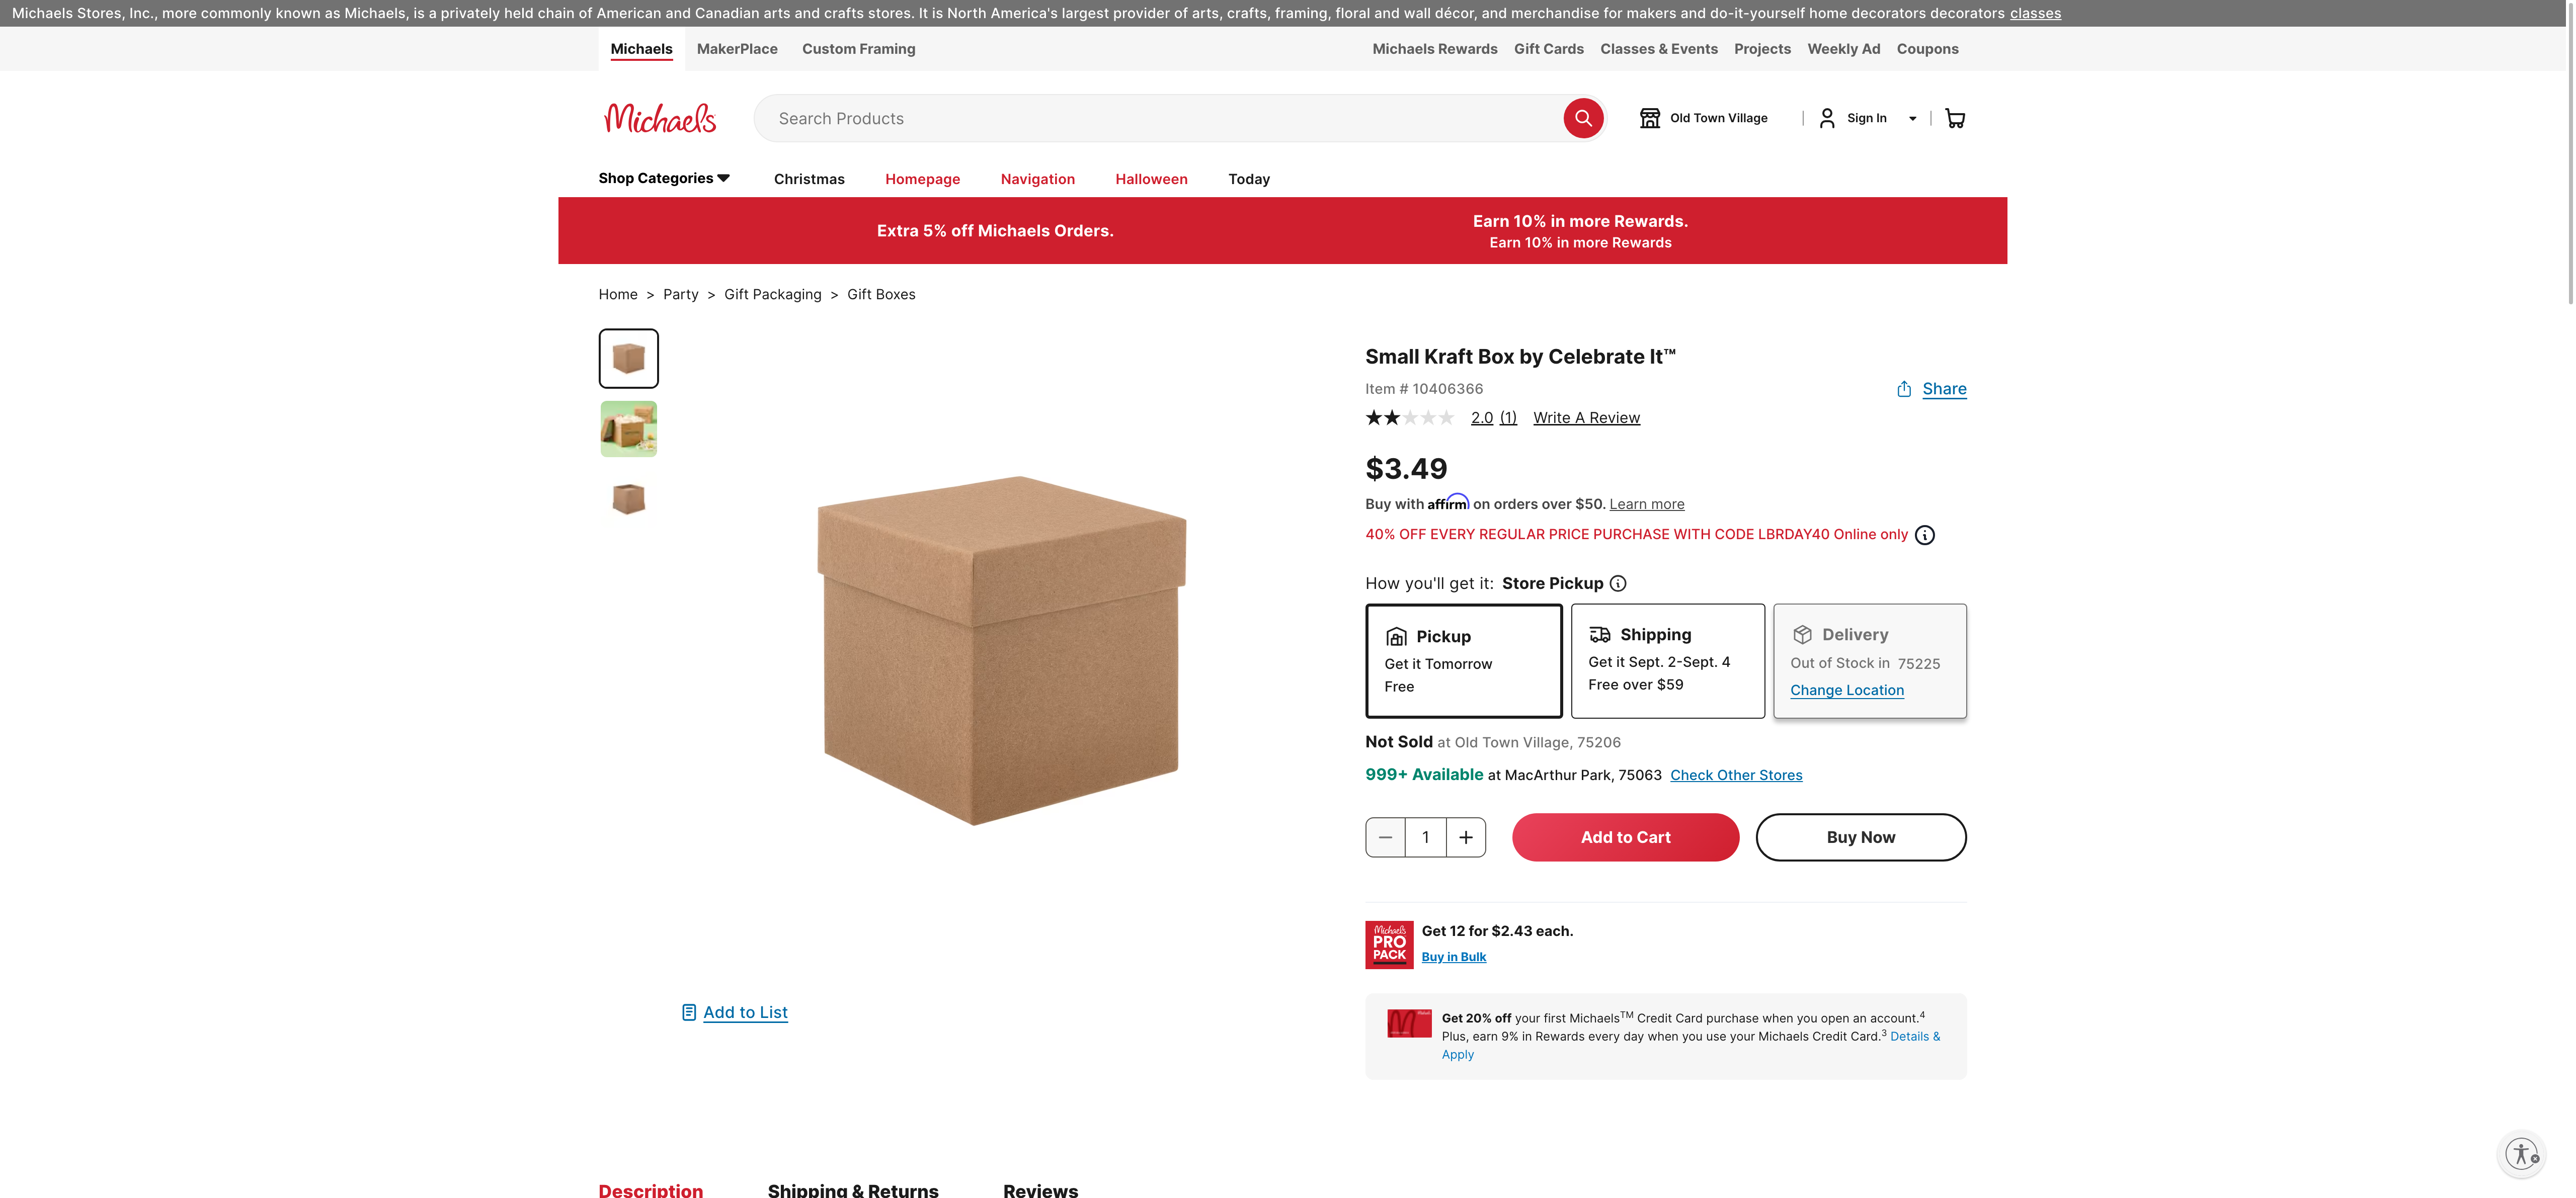 Michaels Stores, Inc., more commonly known as Michaels, is a privately held chain of American and Canadian arts and crafts stores. It is North America's largest provider of arts, crafts, framing, floral and wall décor, and merchandise for makers and do-it-yourself home decorators decorators classes
Michaels MakerPlace Custom Framing Michaels Rewards Gift Cards Classes & Events Projects Weekly Ad Coupons
Michaels Search Products Old Town Village | Sign In |
Shop Categories Christmas Homepage Navigation Halloween Today
Extra 5% off Michaels Orders.
Earn 10% in more Rewards.
Earn 10% in more Rewards
Home > Party > Gift Packaging > Gift Boxes
Small Kraft Box by Celebrate It™
Item # 10406366 Share
2.0 (1) Write A Review
$3.49
Buy with affirm on orders over $50. Learn more
40% OFF EVERY REGULAR PRICE PURCHASE WITH CODE LBRDAY40 Online only
How you'll get it: Store Pickup
Pickup
Get it Tomorrow
Free
Shipping
Get it Sept. 2-Sept. 4
Free over $59
Delivery
Out of Stock in 75225
Change Location
Not Sold at Old Town Village, 75206
999+ Available at MacArthur Park, 75063 Check Other Stores
1 Add to Cart Buy Now
Michaels
PRO
PACK
Get 12 for $2.43 each.
Buy in Bulk
Add to List
Get 20% off your first Michaels™ Credit Card purchase when you open an account.4
Plus, earn 9% in Rewards every day when you use your Michaels Credit Card.3 Details &
Apply
Description Shipping & Returns Reviews